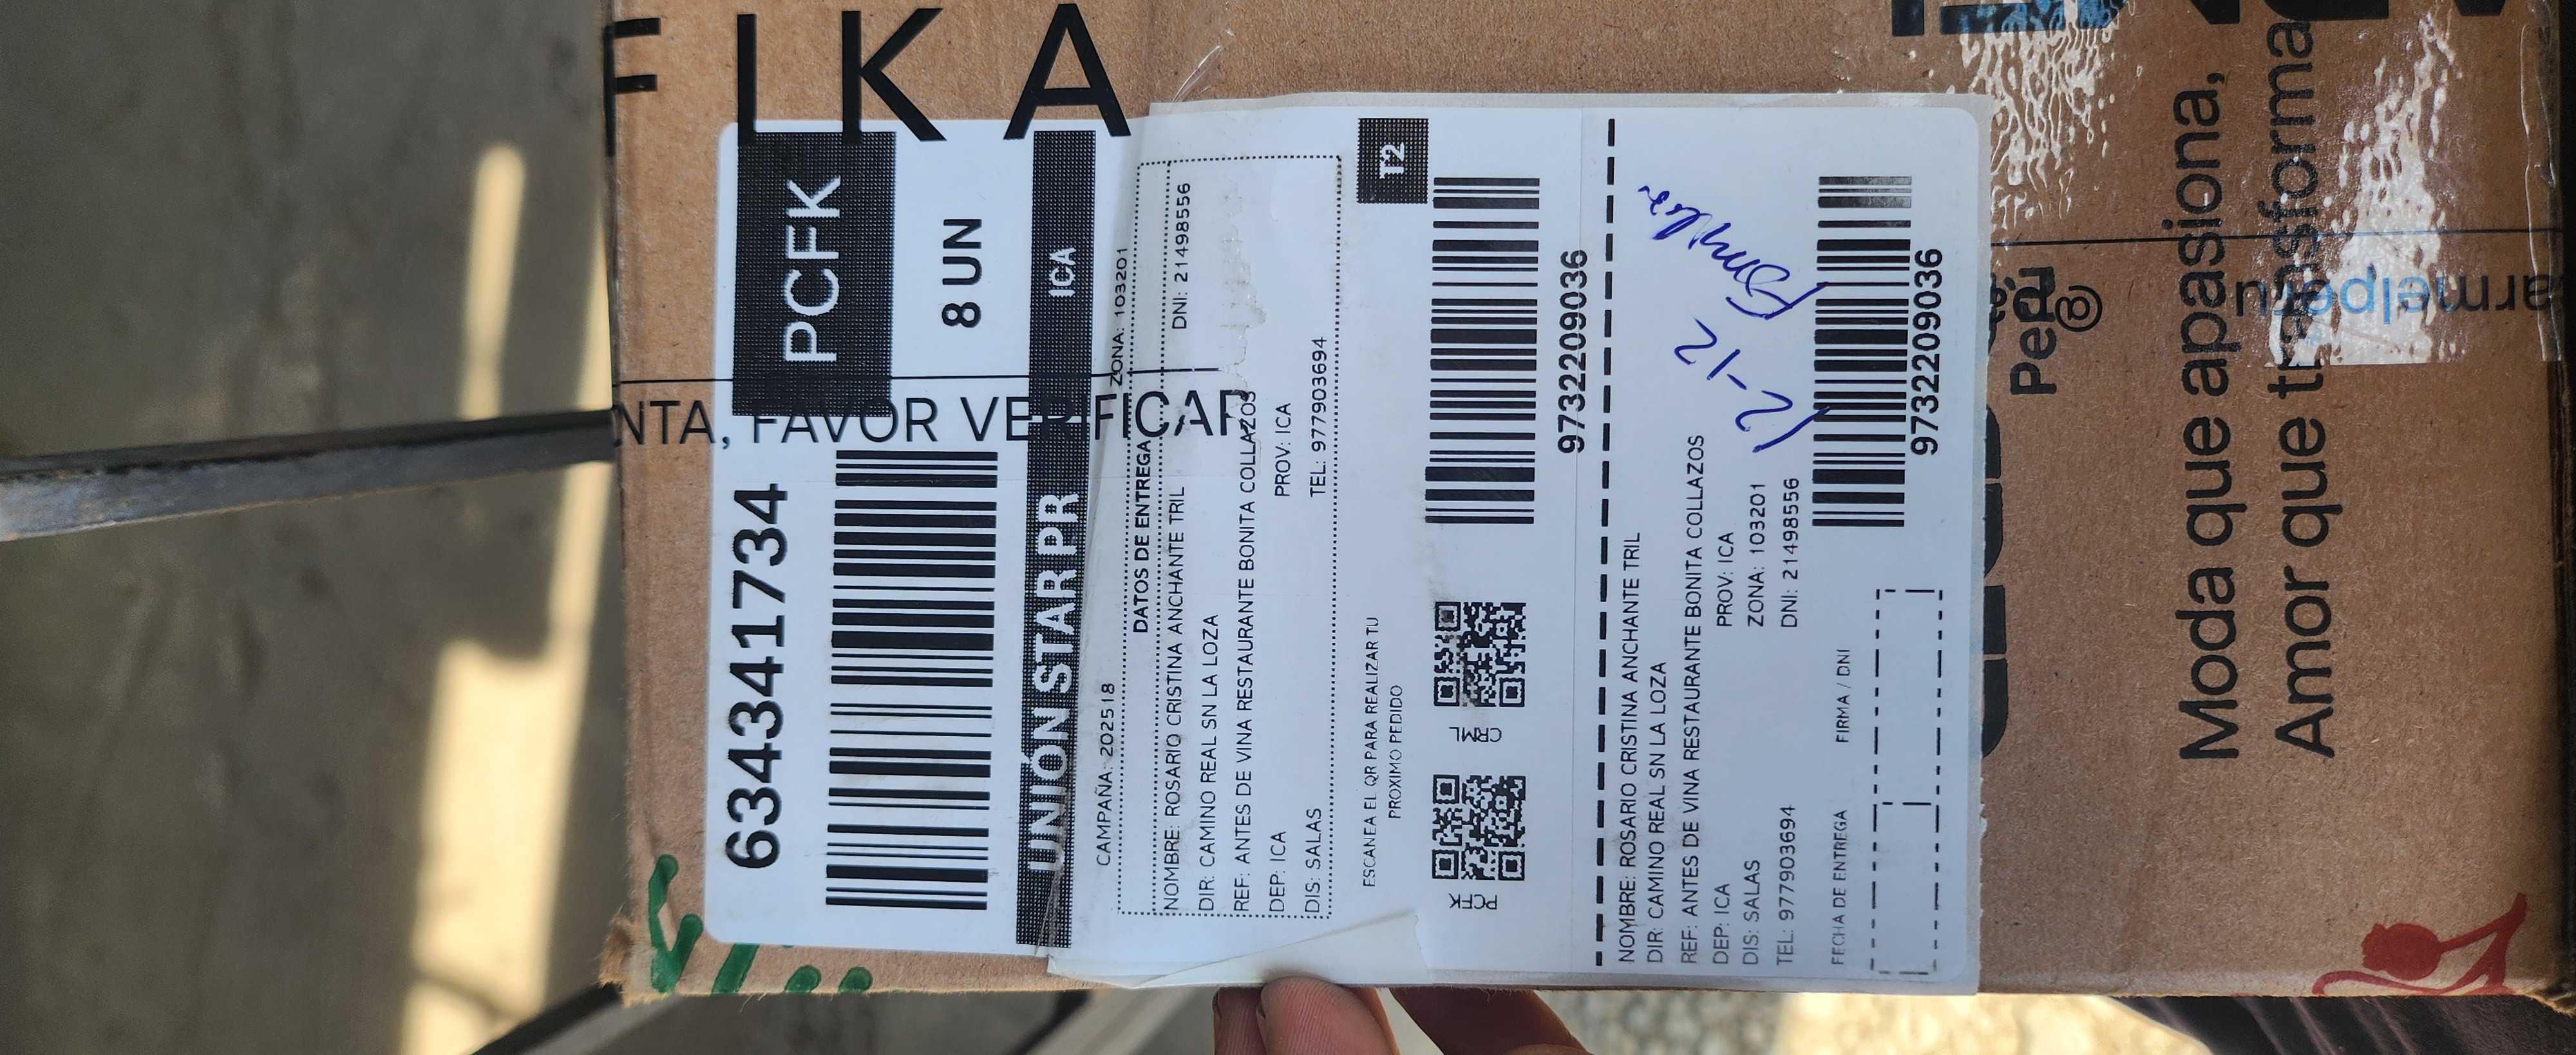 FIKA
NTA, FAVOR VERIFICAR
6343417​34
PCFK
8 UN
UNIÓN STAR PR
ICA
CAMPAÑA: 202518
ZONA: 103201
DATOS DE ENTREGA
NOMBRE: ROSARIO CRISTINA ANCHANTE TRIL
DNI: 21498556
DIR: CAMINO REAL SN LA LOZA
REF: ANTES DE VINA RESTAURANTE BONITA COLLAZOS
DEP: ICA
PROV: ICA
DIS: SALAS
TEL: 977903694
T2
ESCANEA EL QR PARA REALIZAR TU
PROXIMO PEDIDO
PCFK
CRML
9732209036
NOMBRE: ROSARIO CRISTINA ANCHANTE TRIL
DIR: CAMINO REAL SN LA LOZA
REF: ANTES DE VINA RESTAURANTE BONITA COLLAZOS
DEP: ICA
PROV: ICA
DIS: SALAS
ZONA: 103201
TEL: 977903694
DNI: 21498556
2-12
FECHA DE ENTREGA
FIRMA / DNI
9732209036
Perú
@
armelperu
Moda que apasiona,
Amor que transforma